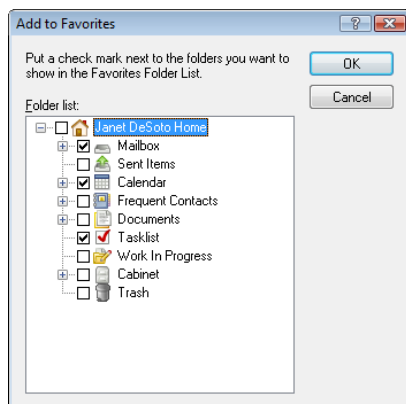 Add to Favorites
Put a check mark next to the folders you want to
show in the Favorites Folder List.
OK
Cancel
Folder list:
Janet DeSoto Home
Mailbox
Sent Items
Calendar
Frequent Contacts
Documents
Tasklist
Work In Progress
Cabinet
Trash